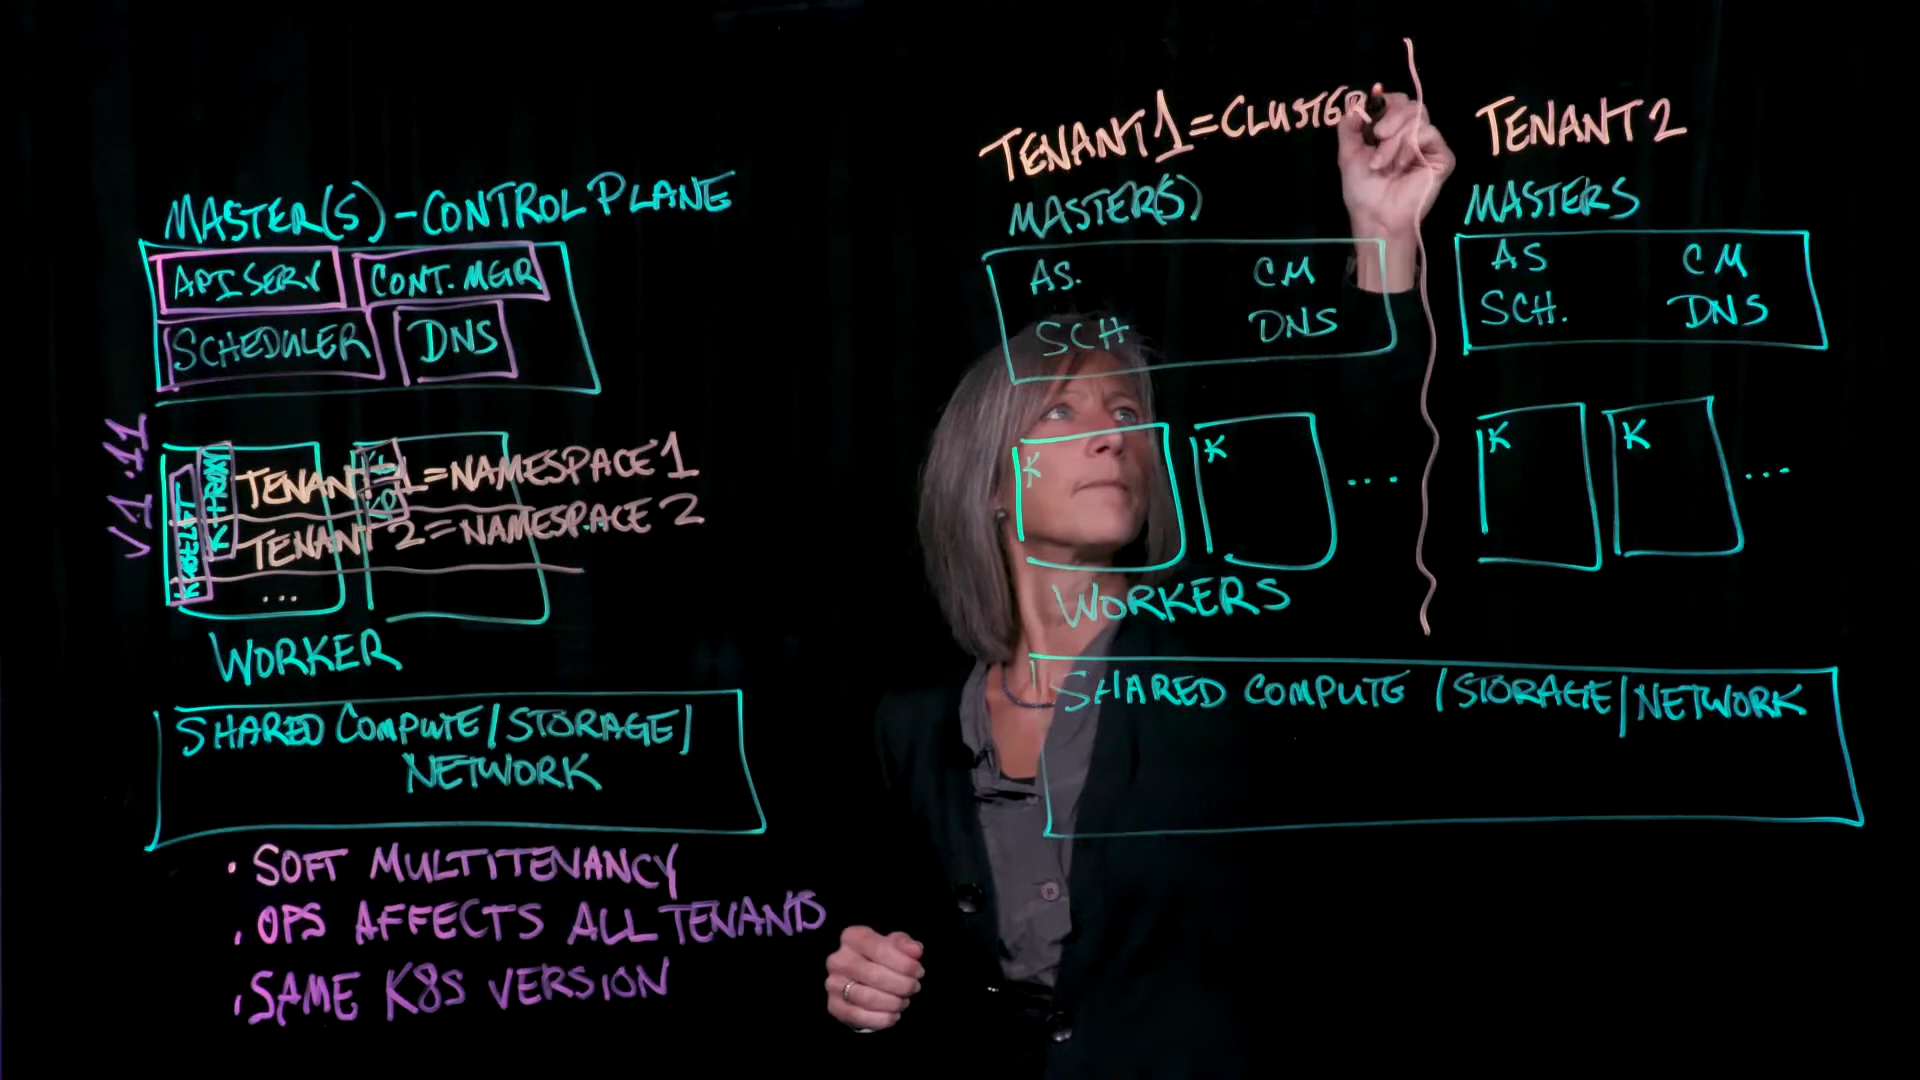 MASTER(S) - CONTROL PLANE
API SERV
CONT. MGR
SCHEDULER
DNS
V1.11
KUBELET
K PROXY
TENANT 1 = NAMESPACE 1
TENANT 2 = NAMESPACE 2
...
WORKER
SHARED COMPUTE / STORAGE /
NETWORK
• SOFT MULTITENANCY
• OPS AFFECTS ALL TENANTS
• SAME K8S VERSION
TENANT 1 = CLUSTER
MASTER(S)
AS. CM
SCH DNS
K
K
...
WORKERS
TENANT 2
MASTERS
AS CM
SCH. DNS
K
K
...
SHARED COMPUTE / STORAGE / NETWORK